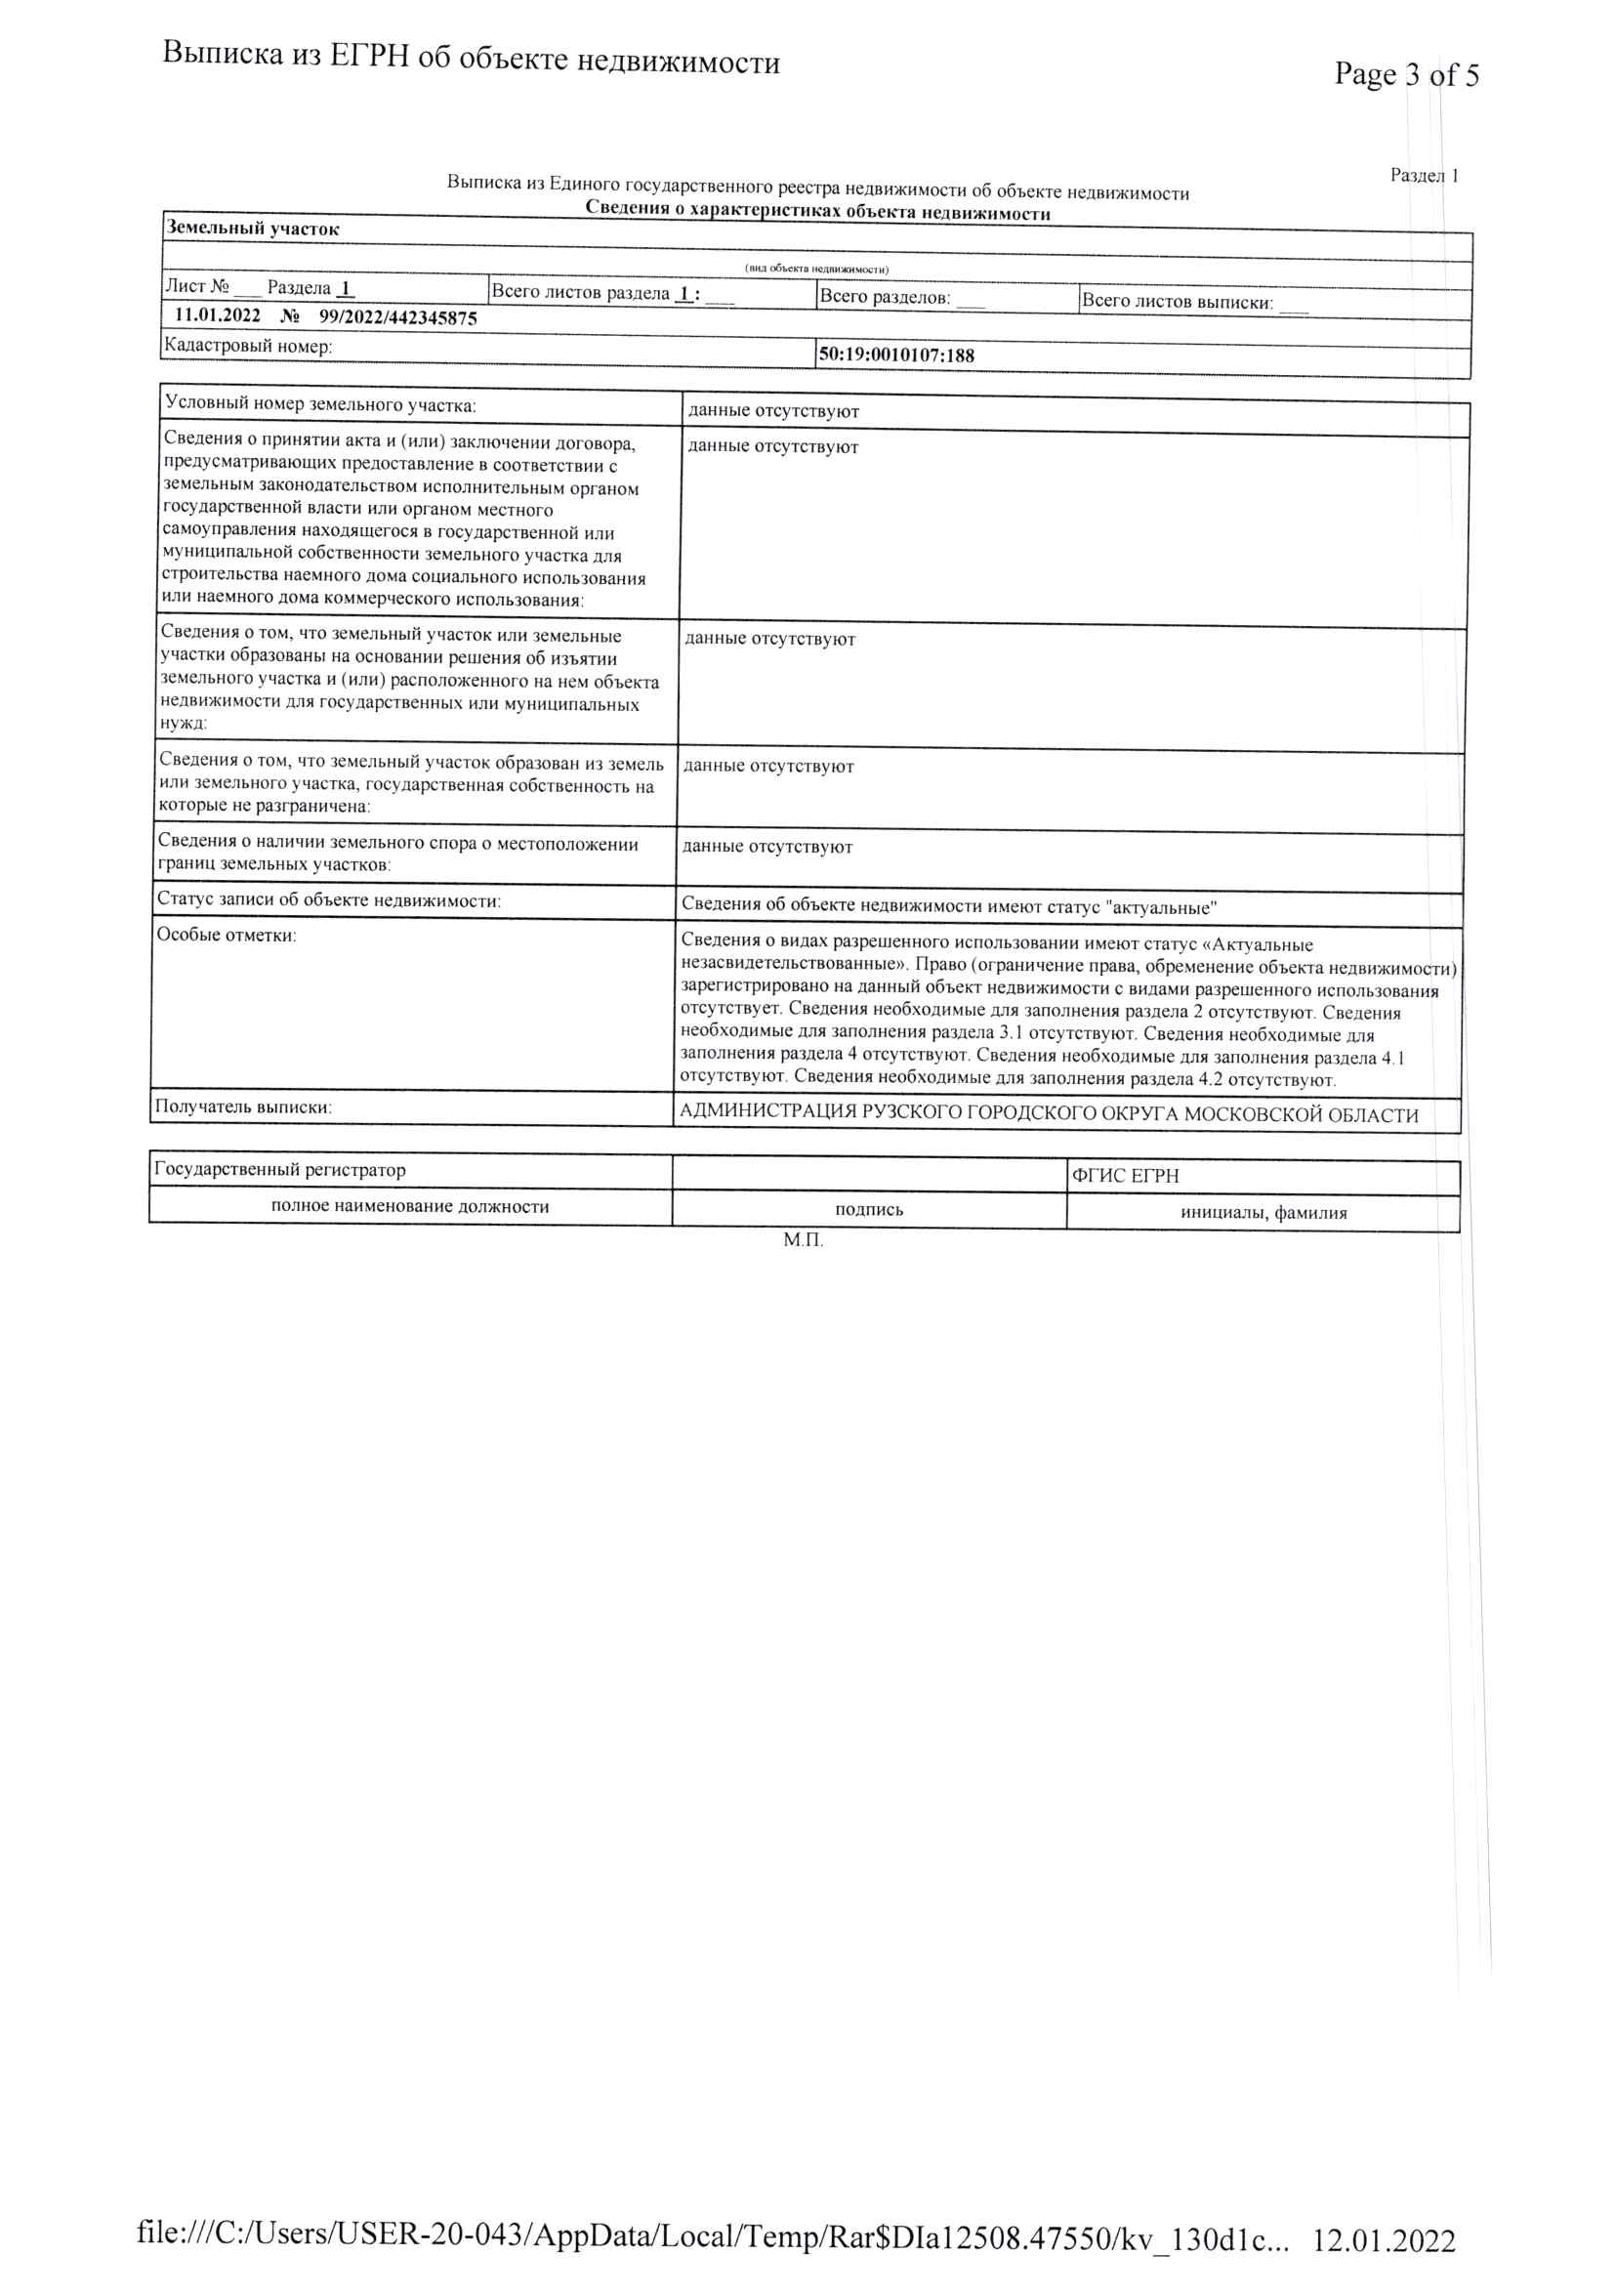 Выписка из ЕГРН об объекте недвижимости
Page 3 of 5
Раздел 1
Выписка из Единого государственного реестра недвижимости об объекте недвижимости
Сведения о характеристиках объекта недвижимости
Земельный участок
(вид объекта недвижимости)
Лист № ___ Раздела 1
Всего листов раздела 1 : ___
Всего разделов: ___
Всего листов выписки: ___
11.01.2022 № 99/2022/442345875
Кадастровый номер:
50:19:0010107:188
Условный номер земельного участка:
данные отсутствуют
Сведения о принятии акта и (или) заключении договора,
предусматривающих предоставление в соответствии с
земельным законодательством исполнительным органом
государственной власти или органом местного
самоуправления находящегося в государственной или
муниципальной собственности земельного участка для
строительства наемного дома социального использования
или наемного дома коммерческого использования:
данные отсутствуют
Сведения о том, что земельный участок или земельные
участки образованы на основании решения об изъятии
земельного участка и (или) расположенного на нем объекта
недвижимости для государственных или муниципальных
нужд:
данные отсутствуют
Сведения о том, что земельный участок образован из земель
или земельного участка, государственная собственность на
которые не разграничена:
данные отсутствуют
Сведения о наличии земельного спора о местоположении
границ земельных участков:
данные отсутствуют
Статус записи об объекте недвижимости:
Сведения об объекте недвижимости имеют статус "актуальные"
Особые отметки:
Сведения о видах разрешенного использовании имеют статус «Актуальные
незасвидетельствованные». Право (ограничение права, обременение объекта недвижимости)
зарегистрировано на данный объект недвижимости с видами разрешенного использования
отсутствует. Сведения необходимые для заполнения раздела 2 отсутствуют. Сведения
необходимые для заполнения раздела 3.1 отсутствуют. Сведения необходимые для
заполнения раздела 4 отсутствуют. Сведения необходимые для заполнения раздела 4.1
отсутствуют. Сведения необходимые для заполнения раздела 4.2 отсутствуют.
Получатель выписки:
АДМИНИСТРАЦИЯ РУЗСКОГО ГОРОДСКОГО ОКРУГА МОСКОВСКОЙ ОБЛАСТИ
Государственный регистратор
ФГИС ЕГРН
полное наименование должности
подпись
инициалы, фамилия
М.П.
file:///C:/Users/USER-20-043/AppData/Local/Temp/Rar$DIa12508.47550/kv_130d1c... 12.01.2022